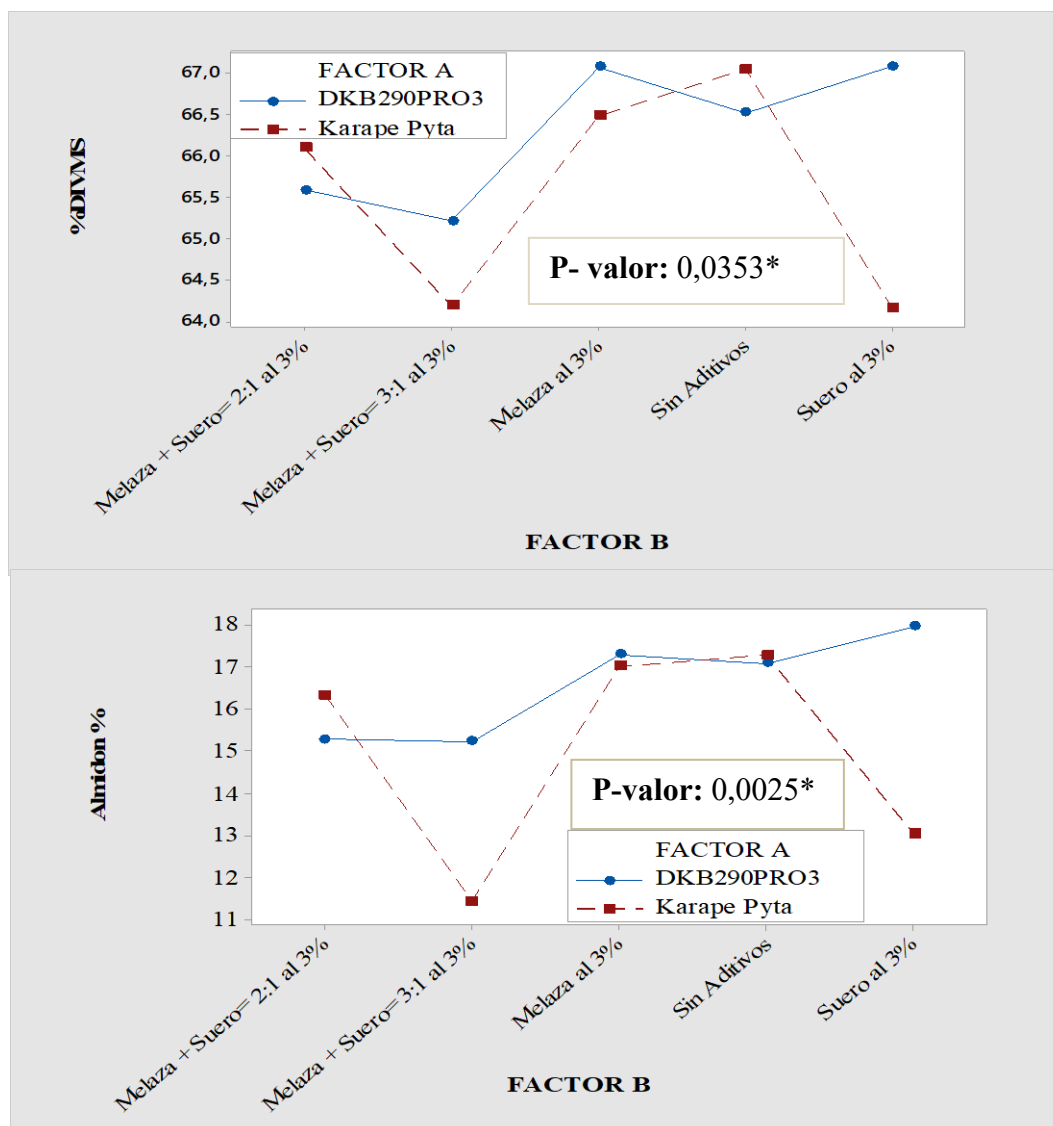 FACTOR A
DKB290PRO3
Karape Pyta
67,0
66,5
66,0
65,5
65,0
64,5
64,0
%DIVMS
P- valor: 0,0353*
Melaza + Suero= 2:1 al 3%
Melaza + Suero= 3:1 al 3%
Melaza al 3%
Sin Aditivos
Suero al 3%
FACTOR B
18
17
16
15
14
13
12
11
Almidon %
P-valor: 0,0025*
FACTOR A
DKB290PRO3
Karape Pyta
Melaza + Suero= 2:1 al 3%
Melaza + Suero= 3:1 al 3%
Melaza al 3%
Sin Aditivos
Suero al 3%
FACTOR B